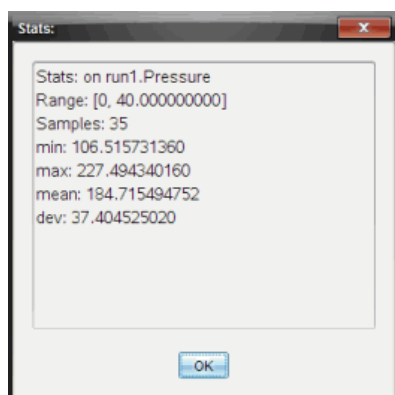 Stats:
Stats: on run1.Pressure
Range: [0, 40.000000000]
Samples: 35
min: 106.515731360
max: 227.494340160
mean: 184.715494752
dev: 37.404525020
OK